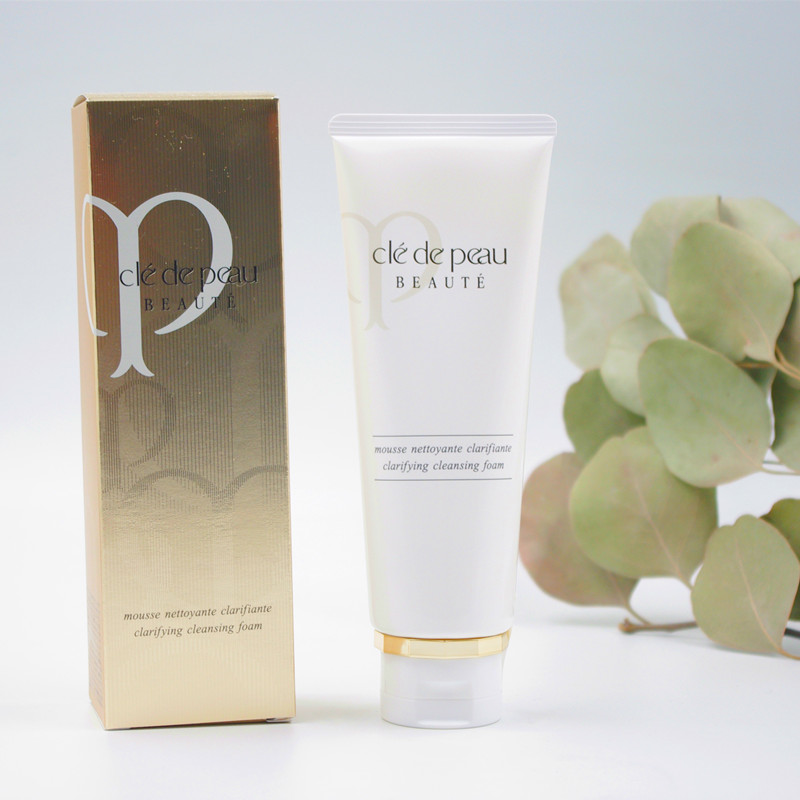 clé de peau
BEAUTÉ
mousse nettoyante clarifiante
clarifying cleansing foam
clé de peau
BEAUTÉ
mousse nettoyante clarifiante
clarifying cleansing foam